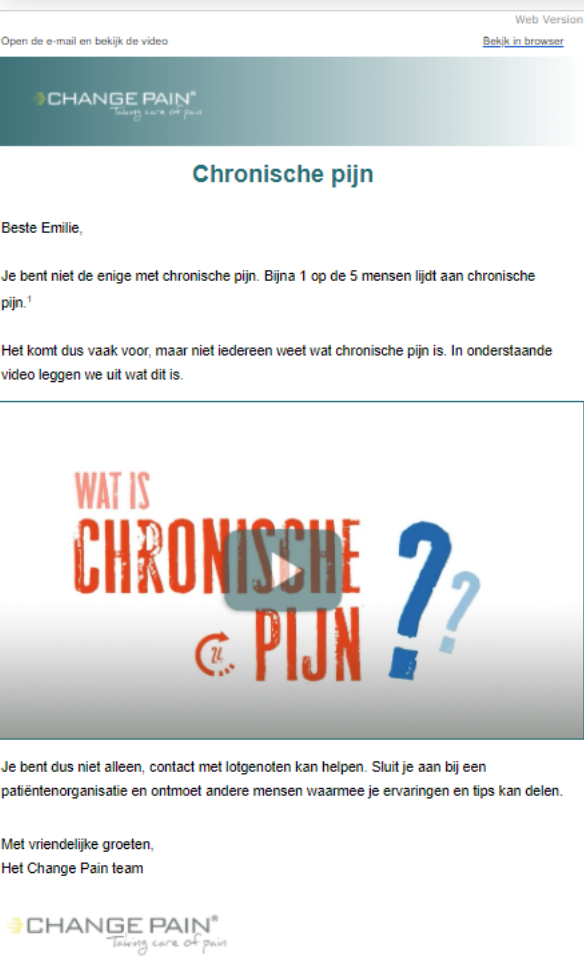 Web Version
Open de e-mail en bekijk de video
Bekijk in browser
CHANGE PAIN®
Taking care of pain
Chronische pijn
Beste Emilie,
Je bent niet de enige met chronische pijn. Bijna 1 op de 5 mensen lijdt aan chronische
pijn.¹
Het komt dus vaak voor, maar niet iedereen weet wat chronische pijn is. In onderstaande
video leggen we uit wat dit is.
WAT IS
CHRONISCHE
PIJN
??
24
Je bent dus niet alleen, contact met lotgenoten kan helpen. Sluit je aan bij een
patiëntenorganisatie en ontmoet andere mensen waarmee je ervaringen en tips kan delen.
Met vriendelijke groeten,
Het Change Pain team
CHANGE PAIN®
Taking care of pain